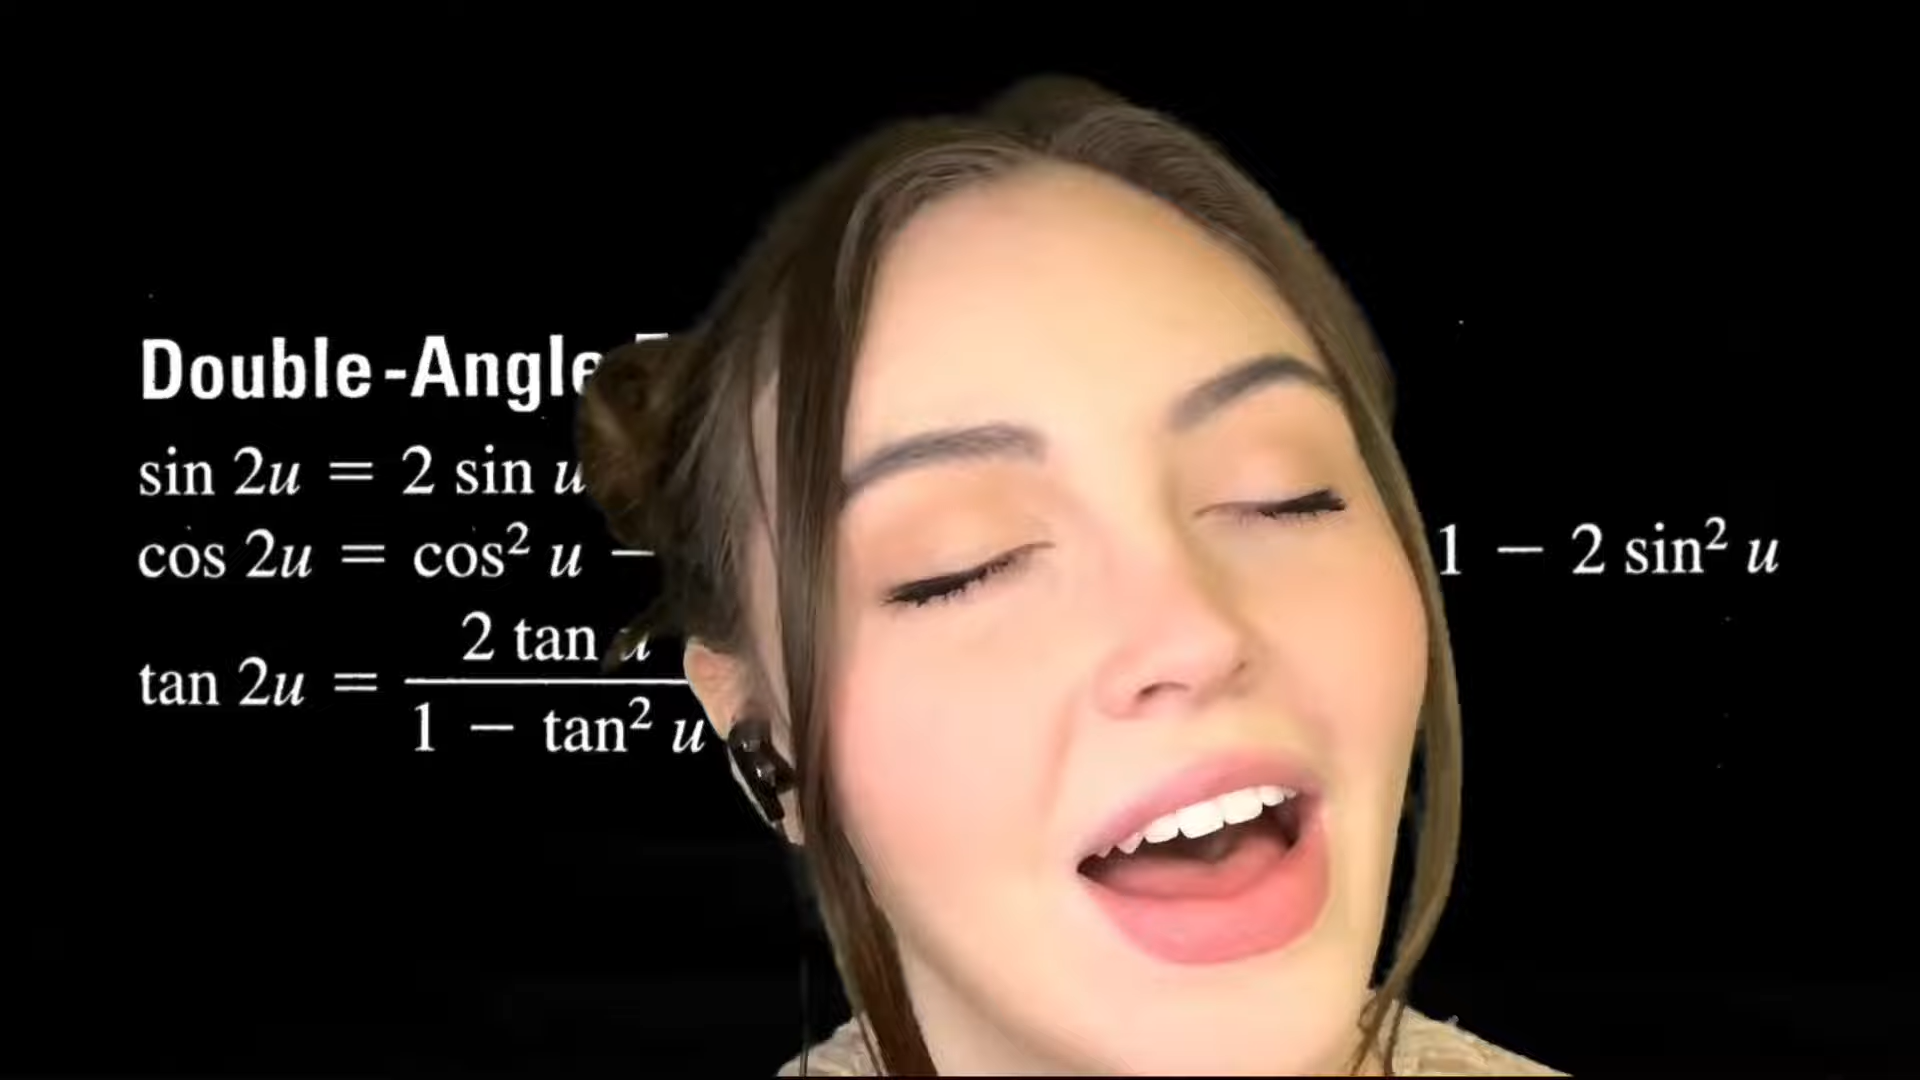 Double-Angle
sin 2u = 2 sin u
cos 2u = cos² u −
1 − 2 sin² u
tan 2u = 2 tan u / 1 − tan² u